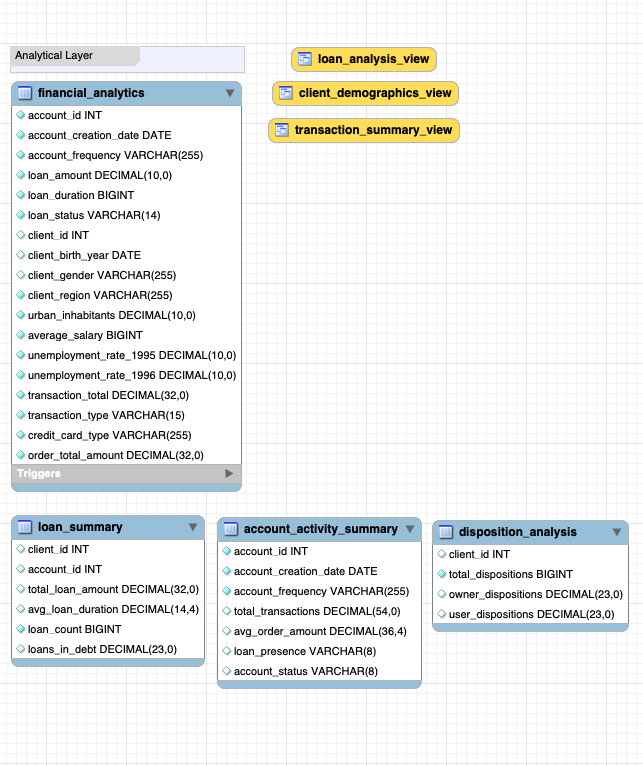 Analytical Layer
loan_analysis_view
client_demographics_view
transaction_summary_view
financial_analytics
account_id INT
account_creation_date DATE
account_frequency VARCHAR(255)
loan_amount DECIMAL(10,0)
loan_duration BIGINT
loan_status VARCHAR(14)
client_id INT
client_birth_year DATE
client_gender VARCHAR(255)
client_region VARCHAR(255)
urban_inhabitants DECIMAL(10,0)
average_salary BIGINT
unemployment_rate_1995 DECIMAL(10,0)
unemployment_rate_1996 DECIMAL(10,0)
transaction_total DECIMAL(32,0)
transaction_type VARCHAR(15)
credit_card_type VARCHAR(255)
order_total_amount DECIMAL(32,0)
Triggers
loan_summary
client_id INT
account_id INT
total_loan_amount DECIMAL(32,0)
avg_loan_duration DECIMAL(14,4)
loan_count BIGINT
loans_in_debt DECIMAL(23,0)
account_activity_summary
account_id INT
account_creation_date DATE
account_frequency VARCHAR(255)
total_transactions DECIMAL(54,0)
avg_order_amount DECIMAL(36,4)
loan_presence VARCHAR(8)
account_status VARCHAR(8)
disposition_analysis
client_id INT
total_dispositions BIGINT
owner_dispositions DECIMAL(23,0)
user_dispositions DECIMAL(23,0)